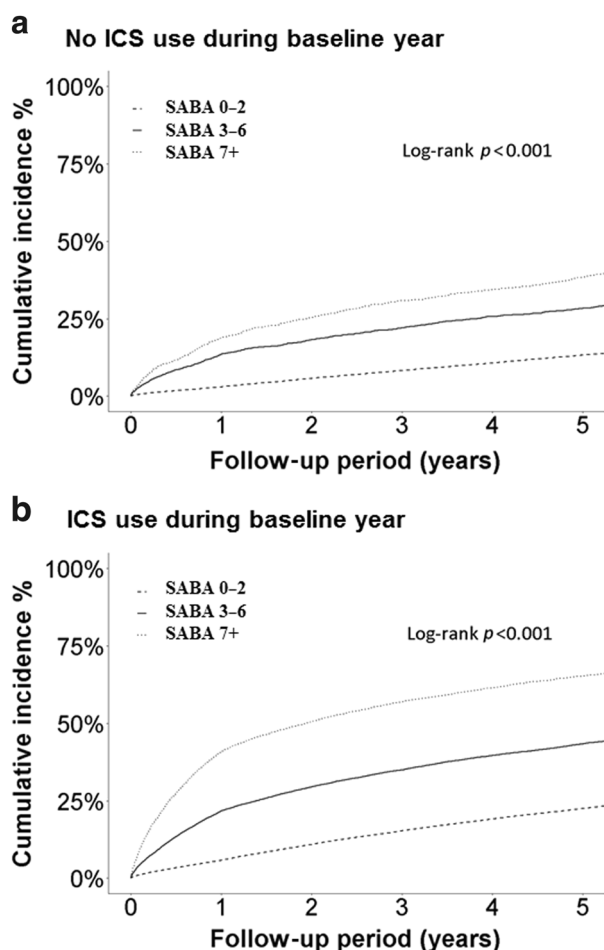 a
No ICS use during baseline year
100%
75%
50%
25%
0%
Cumulative incidence %
SABA 0–2
SABA 3–6
SABA 7+
Log-rank p<0.001
0 1 2 3 4 5
Follow-up period (years)
b
ICS use during baseline year
100%
75%
50%
25%
0%
Cumulative incidence %
SABA 0–2
SABA 3–6
SABA 7+
Log-rank p<0.001
0 1 2 3 4 5
Follow-up period (years)